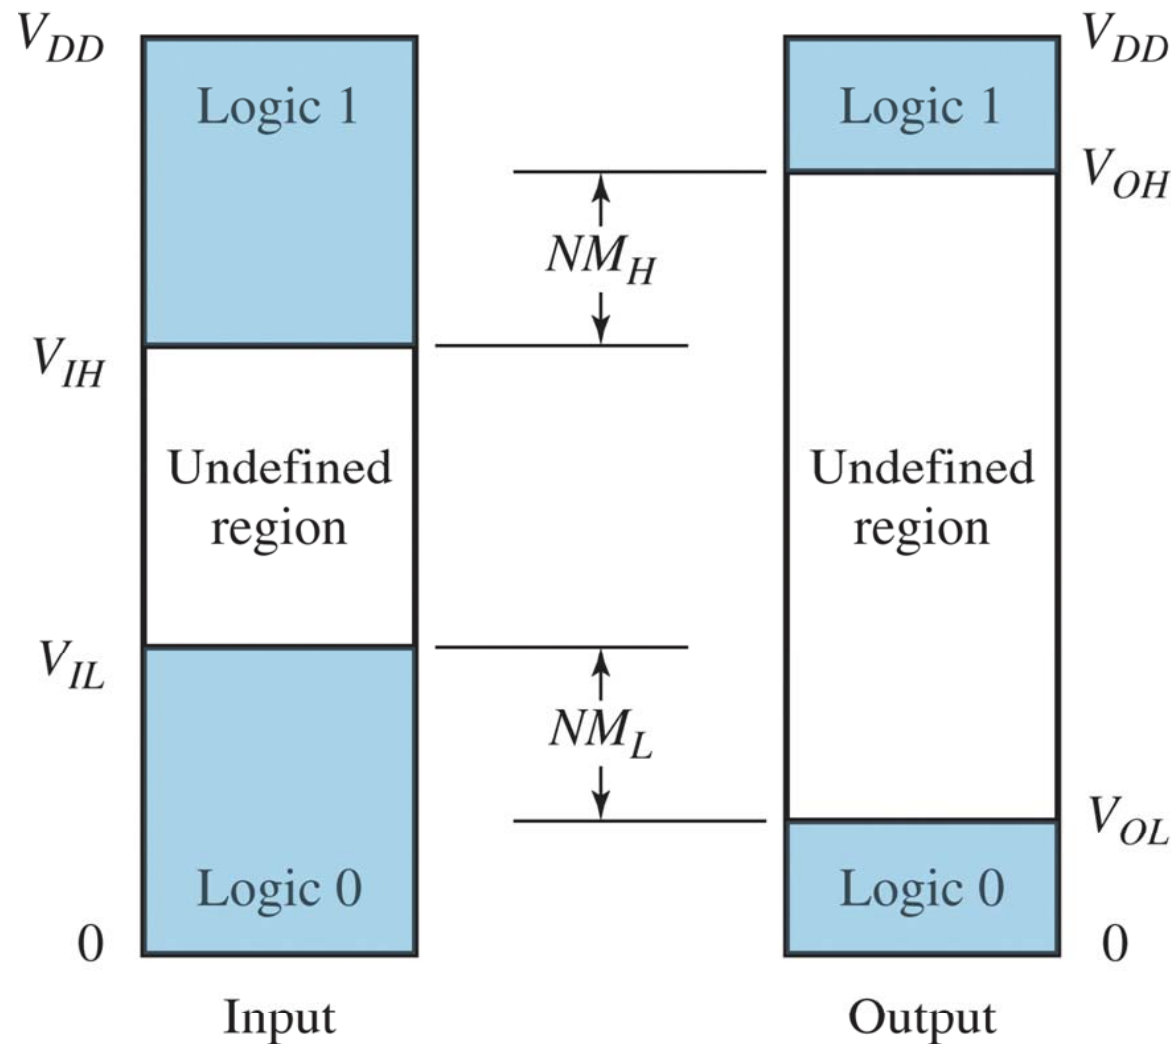 V_DD
Logic 1
V_IH
Undefined
region
V_IL
Logic 0
0
Input
NM_H
NM_L
V_DD
Logic 1
V_OH
Undefined
region
V_OL
Logic 0
0
Output